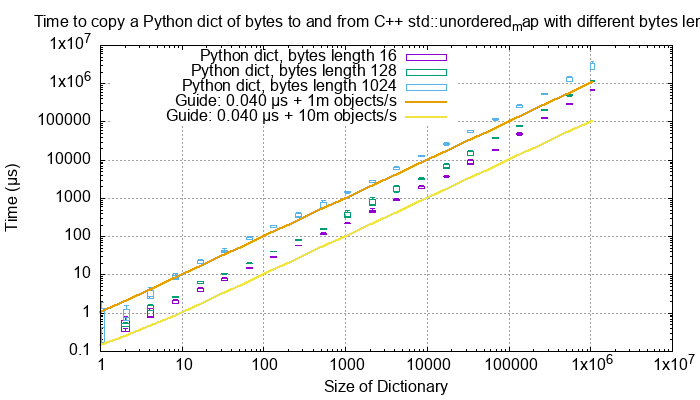 Time to copy a Python dict of bytes to and from C++ std::unordered_map with different bytes ler
1x10^7
1x10^6
100000
10000
1000
100
10
1
0.1
Time (µs)
Python dict, bytes length 16
Python dict, bytes length 128
Python dict, bytes length 1024
Guide: 0.040 µs + 1m objects/s
Guide: 0.040 µs + 10m objects/s
1 10 100 1000 10000 100000 1x10^6 1x10^7
Size of Dictionary